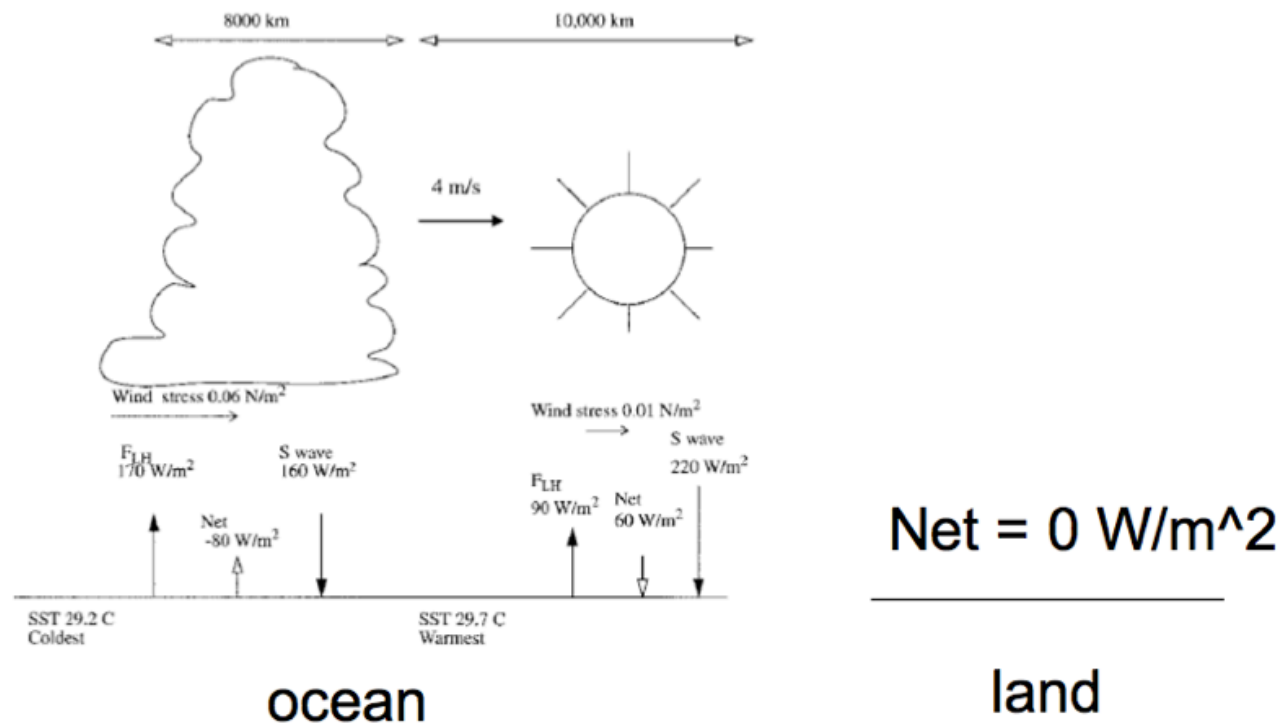 8000 km
10,000 km
4 m/s
Wind stress 0.06 N/m²
F_LH
170 W/m²
S wave
160 W/m²
Net
-80 W/m²
Wind stress 0.01 N/m²
S wave
220 W/m²
F_LH
90 W/m²
Net
60 W/m²
Net = 0 W/m^2
SST 29.2 C
Coldest
SST 29.7 C
Warmest
ocean
land